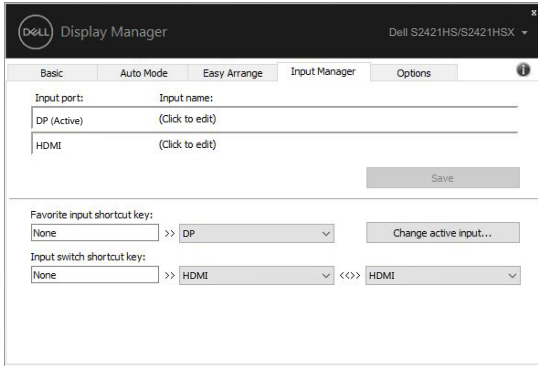 DELL Display Manager Dell S2421HS/S2421HSX
x
Basic Auto Mode Easy Arrange Input Manager Options
Input port: Input name:
DP (Active) (Click to edit)
HDMI (Click to edit)
Save
Favorite input shortcut key:
None >> DP Change active input...
Input switch shortcut key:
None >> HDMI <<>> HDMI